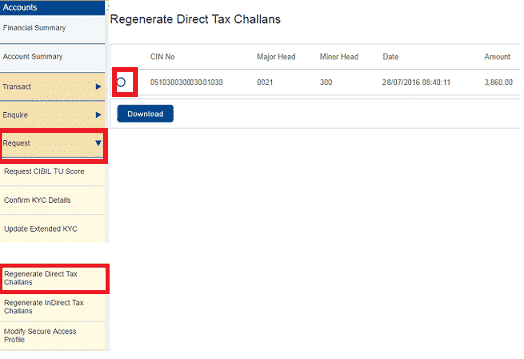 Accounts
Financial Summary
Account Summary
Transact
Enquire
Request
Request CIBIL TU Score
Confirm KYC Details
Update Extended KYC
Regenerate Direct Tax
Challans
Regenerate InDirect Tax
Challans
Modify Secure Access
Profile
Regenerate Direct Tax Challans
CIN No Major Head Minor Head Date Amount
05103003003001030 0021 300 28/07/2016 08:40:11 3,860.00
Download